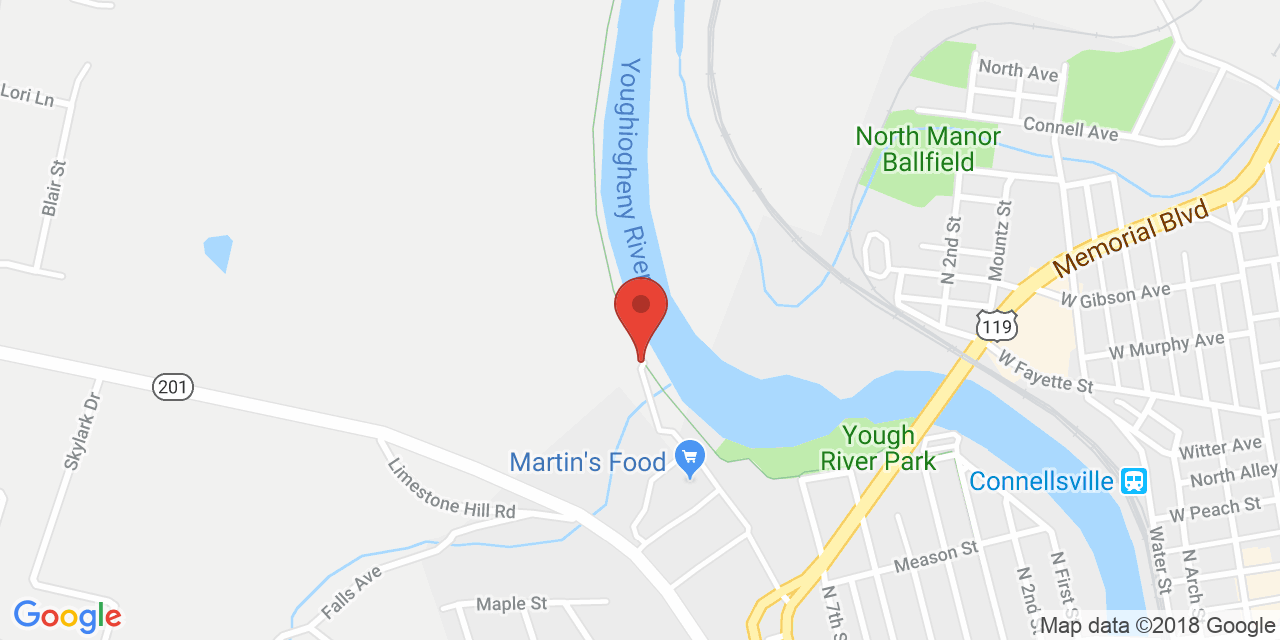 Youghiogheny River
North Ave
Connell Ave
North Manor
Ballfield
Lori Ln
Blair St
N 2nd St
Mountz St
Memorial Blvd
W Gibson Ave
119
W Murphy Ave
W Fayette St
201
Skylark Dr
Limestone Hill Rd
Martin's Food
Yough
River Park
Connellsville
Witter Ave
North Alley
W Peach St
Water St
N Arch St
Meason St
N First St
N 2nd St
N 7th S
Falls Ave
Maple St
Google
Map data ©2018 Google